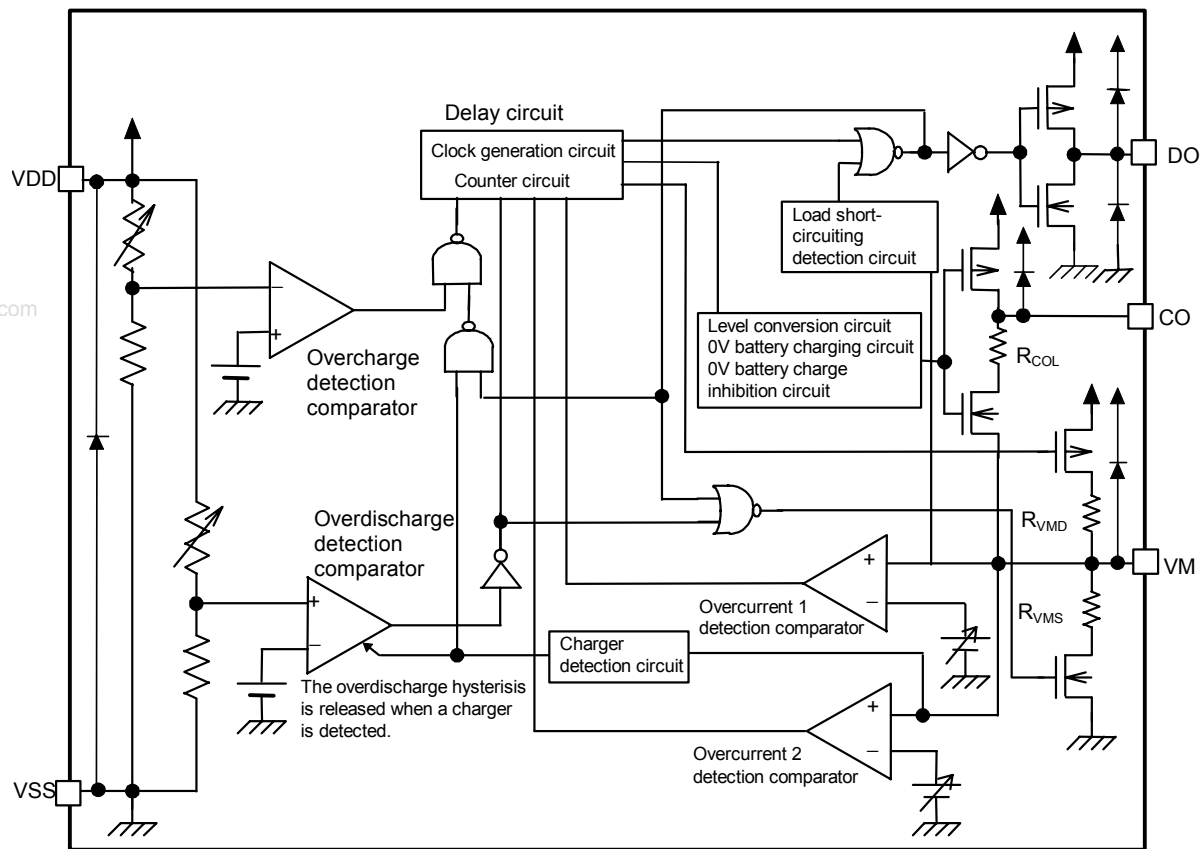 Delay circuit
Clock generation circuit
Counter circuit
VDD
DO
Load short-
circuiting
detection circuit
com
CO
Level conversion circuit
0V battery charging circuit
0V battery charge
inhibition circuit
RCOL
Overcharge
detection
comparator
Overdischarge
detection
comparator
RVMD
VM
Overcurrent 1
detection comparator
RVMS
Charger
detection circuit
The overdischarge hysterisis
is released when a charger
is detected.
Overcurrent 2
detection comparator
VSS